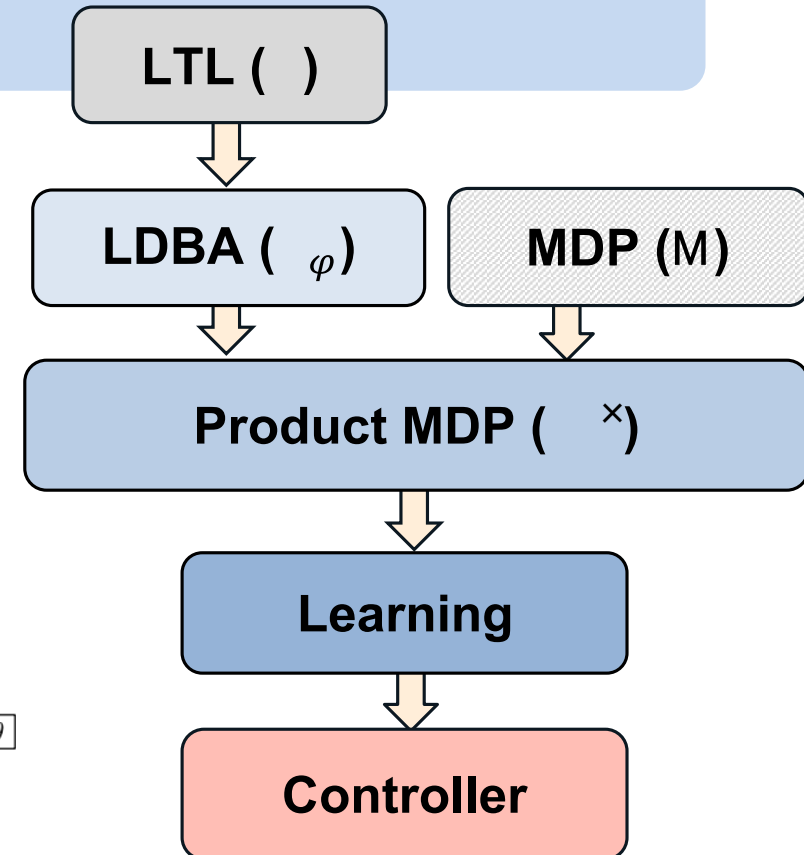 LTL ( )
LDBA ( φ)
MDP (M)
Product MDP ( ×)
Learning
Controller